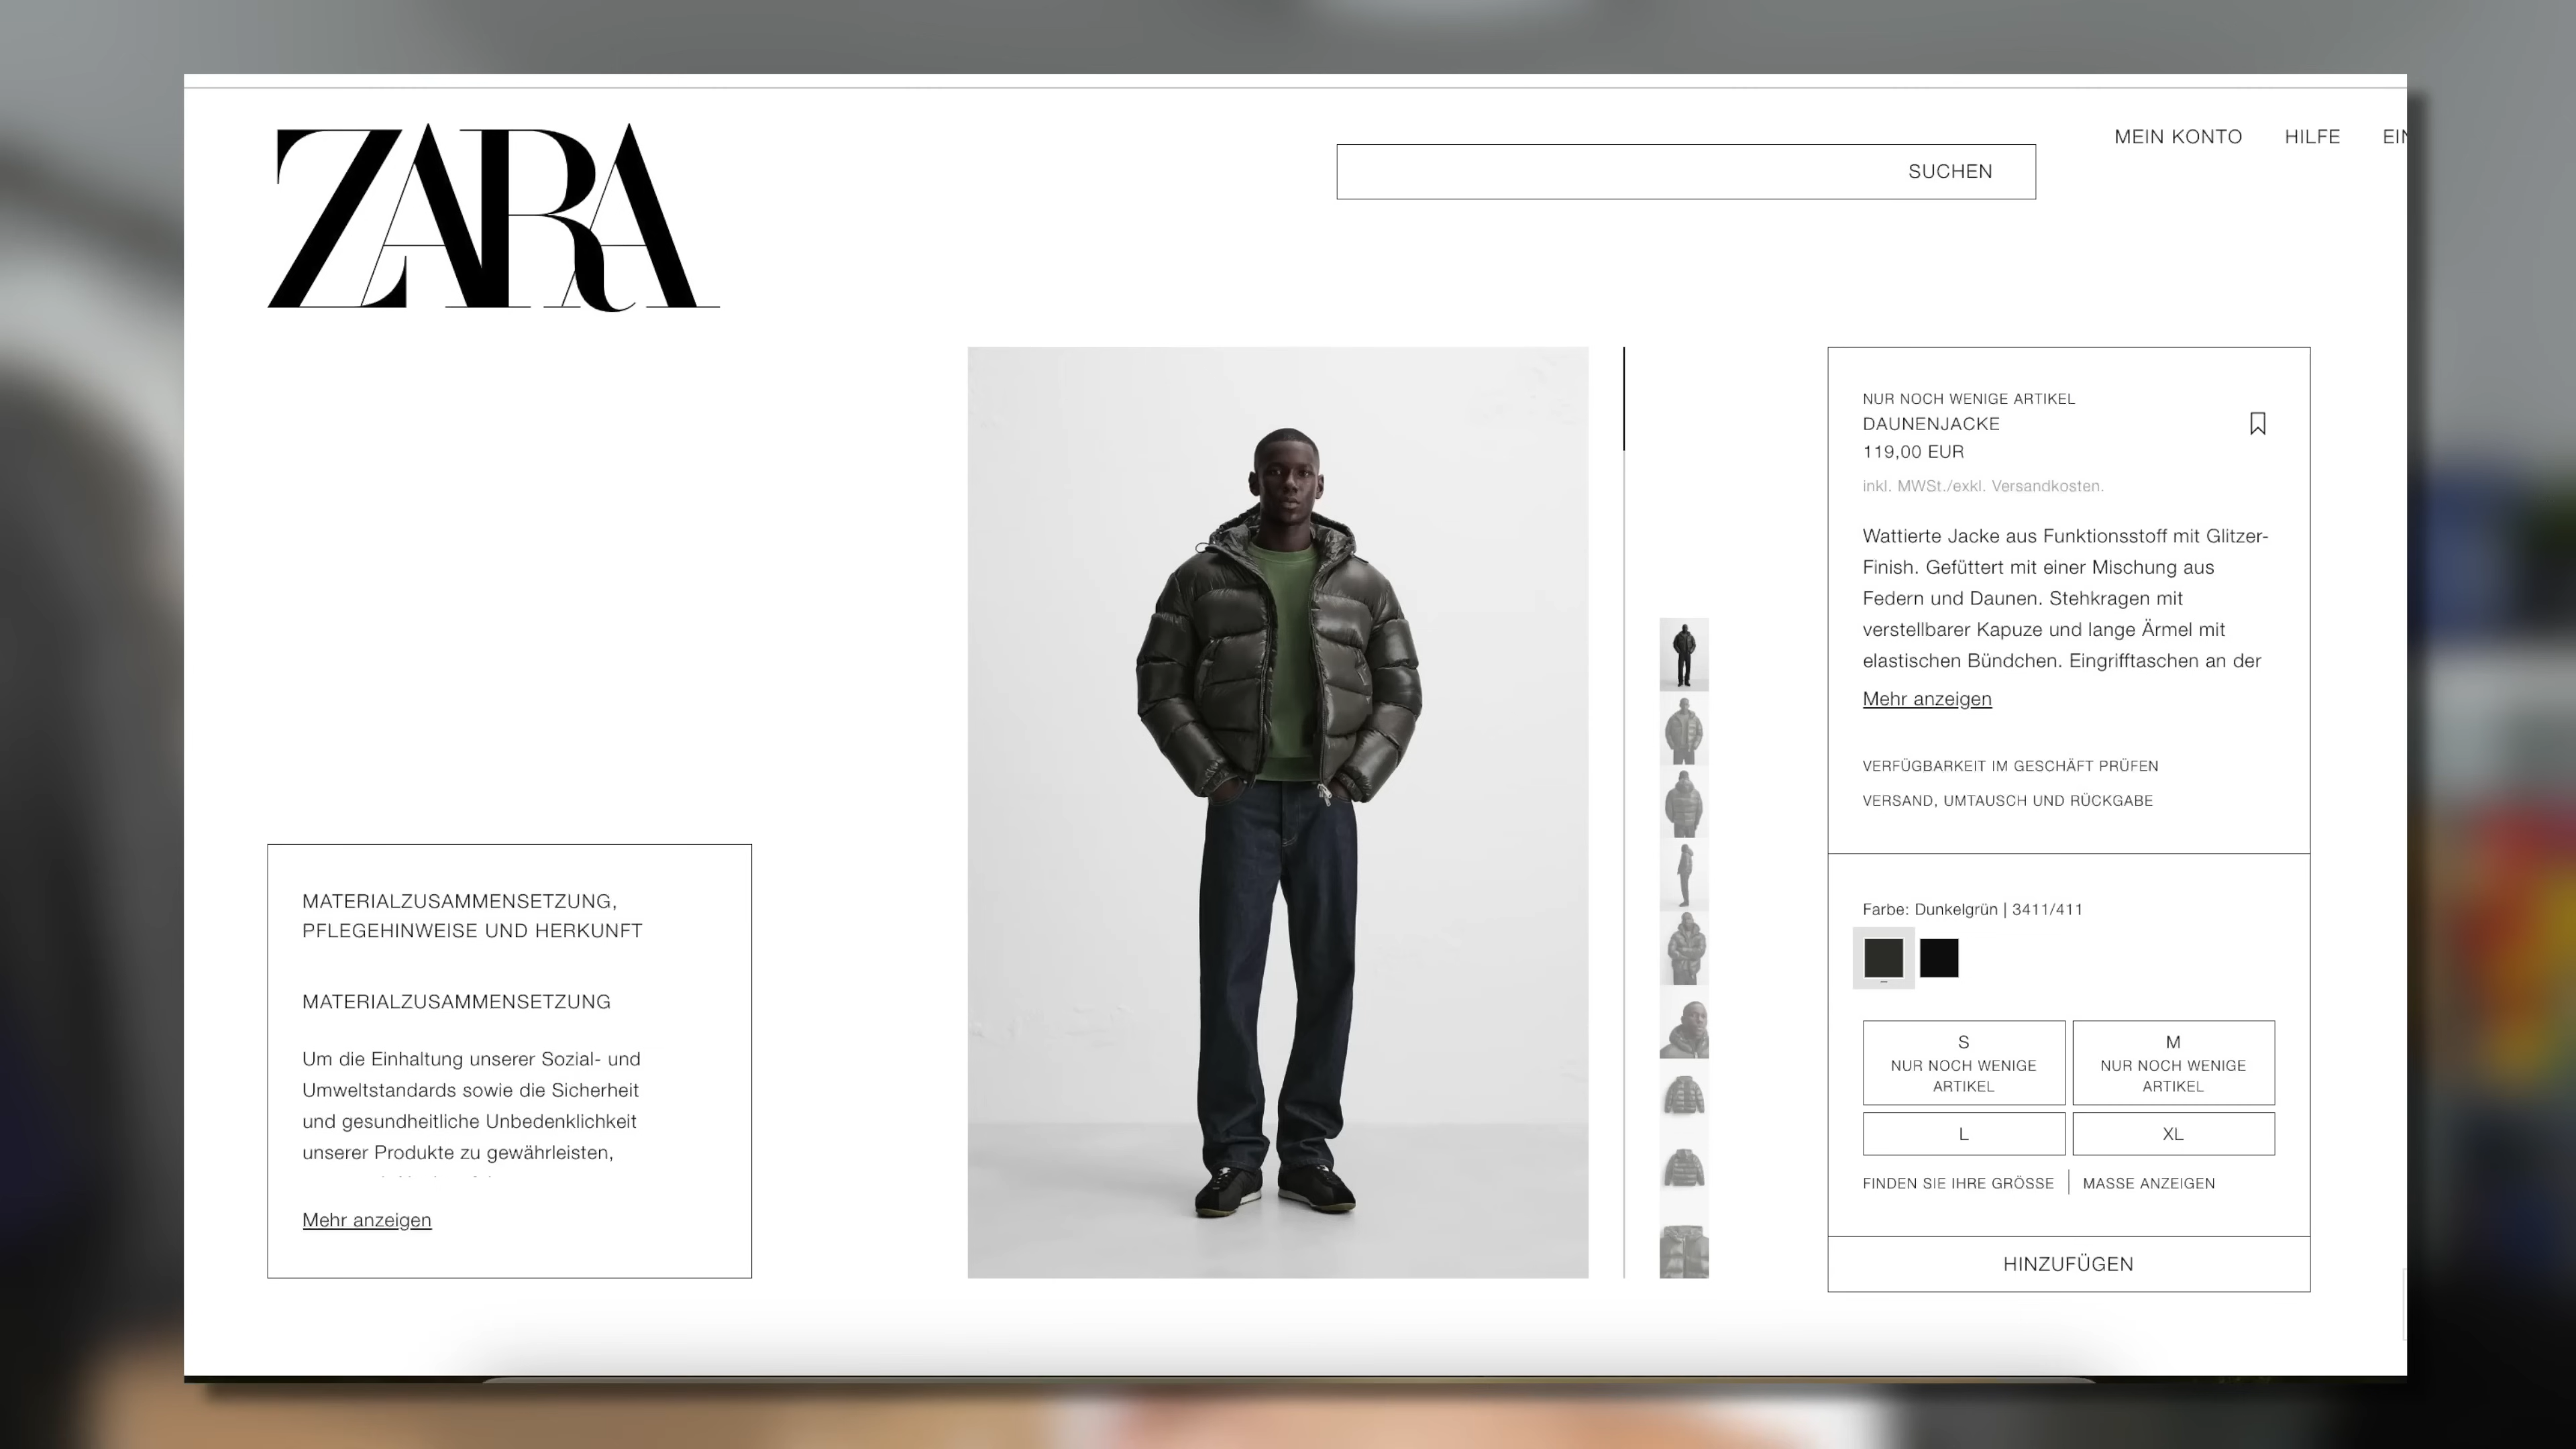 ZARA
SUCHEN
MEIN KONTO
HILFE
NUR NOCH WENIGE ARTIKEL
DAUNENJACKE
119,00 EUR
inkl. MWSt./exkl. Versandkosten.
Wattierte Jacke aus Funktionsstoff mit Glitzer-
Finish. Gefüttert mit einer Mischung aus
Federn und Daunen. Stehkragen mit
verstellbarer Kapuze und lange Ärmel mit
elastischen Bündchen. Eingrifftaschen an der
Mehr anzeigen
VERFÜGBARKEIT IM GESCHÄFT PRÜFEN
VERSAND, UMTAUSCH UND RÜCKGABE
Farbe: Dunkelgrün | 3411/411
S
NUR NOCH WENIGE
ARTIKEL
M
NUR NOCH WENIGE
ARTIKEL
L
XL
FINDEN SIE IHRE GRÖSSE
MASSE ANZEIGEN
HINZUFÜGEN
MATERIALZUSAMMENSETZUNG,
PFLEGEHINWEISE UND HERKUNFT
MATERIALZUSAMMENSETZUNG
Um die Einhaltung unserer Sozial- und
Umweltstandards sowie die Sicherheit
und gesundheitliche Unbedenklichkeit
unserer Produkte zu gewährleisten,
Mehr anzeigen